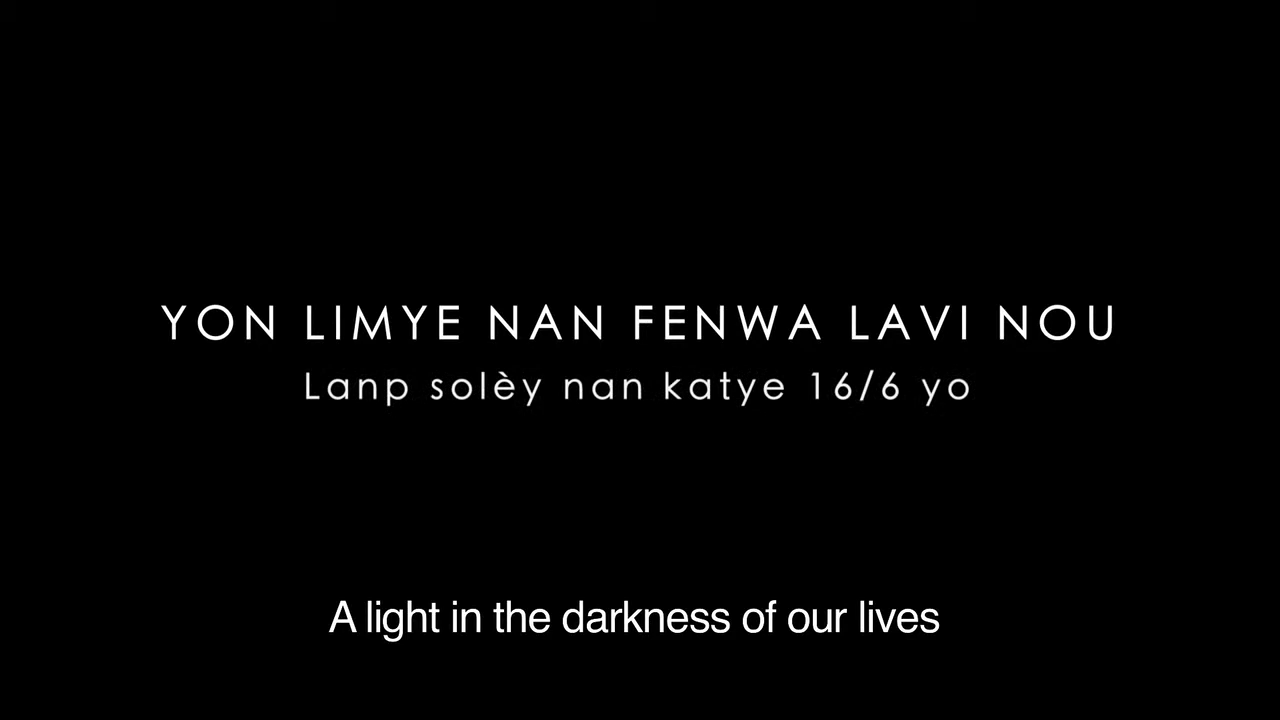 YON LIMYE NAN FENWA LAVI NOU
Lanp solèy nan katye 16/6 yo
A light in the darkness of our lives